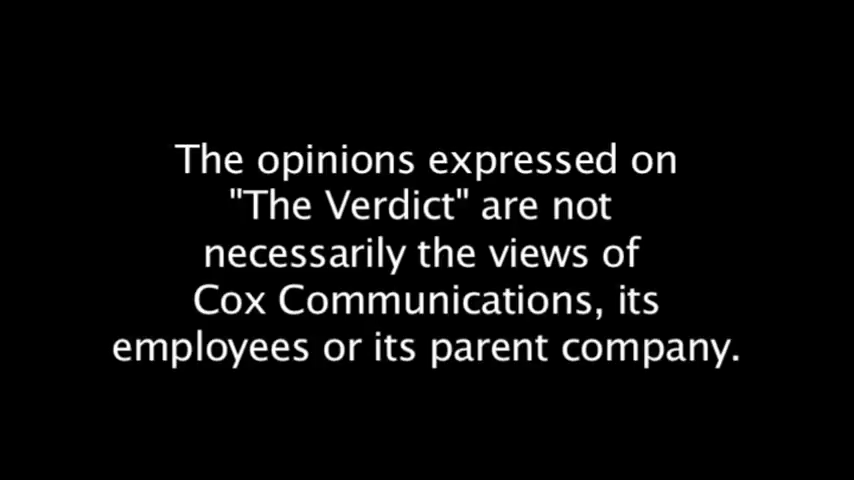 The opinions expressed on
"The Verdict" are not
necessarily the views of
Cox Communications, its
employees or its parent company.